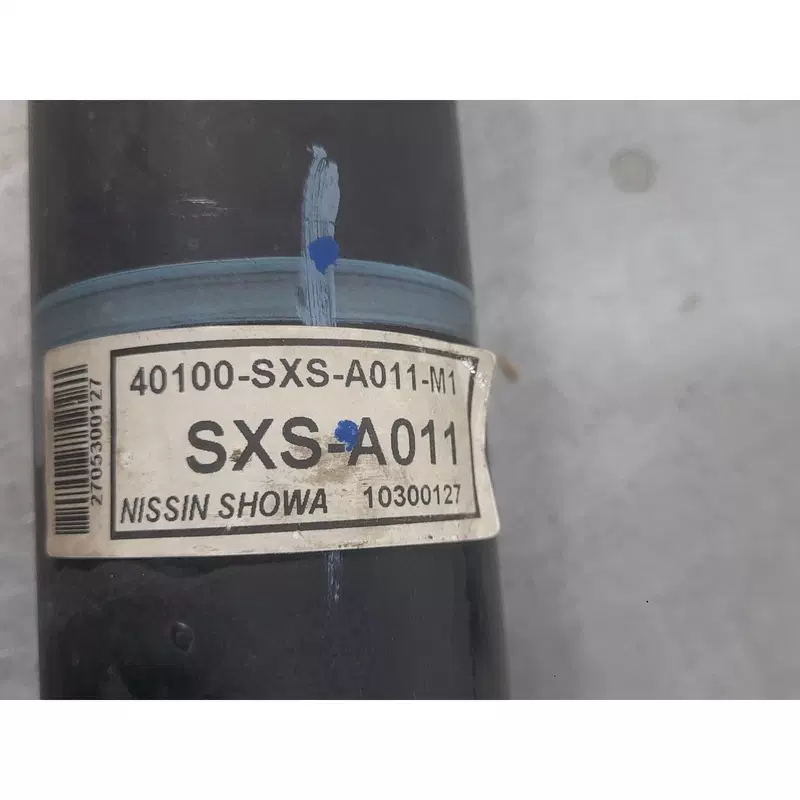 40100-SXS-A011-M1
SXS-A011
NISSIN SHOWA 10300127
2705300127